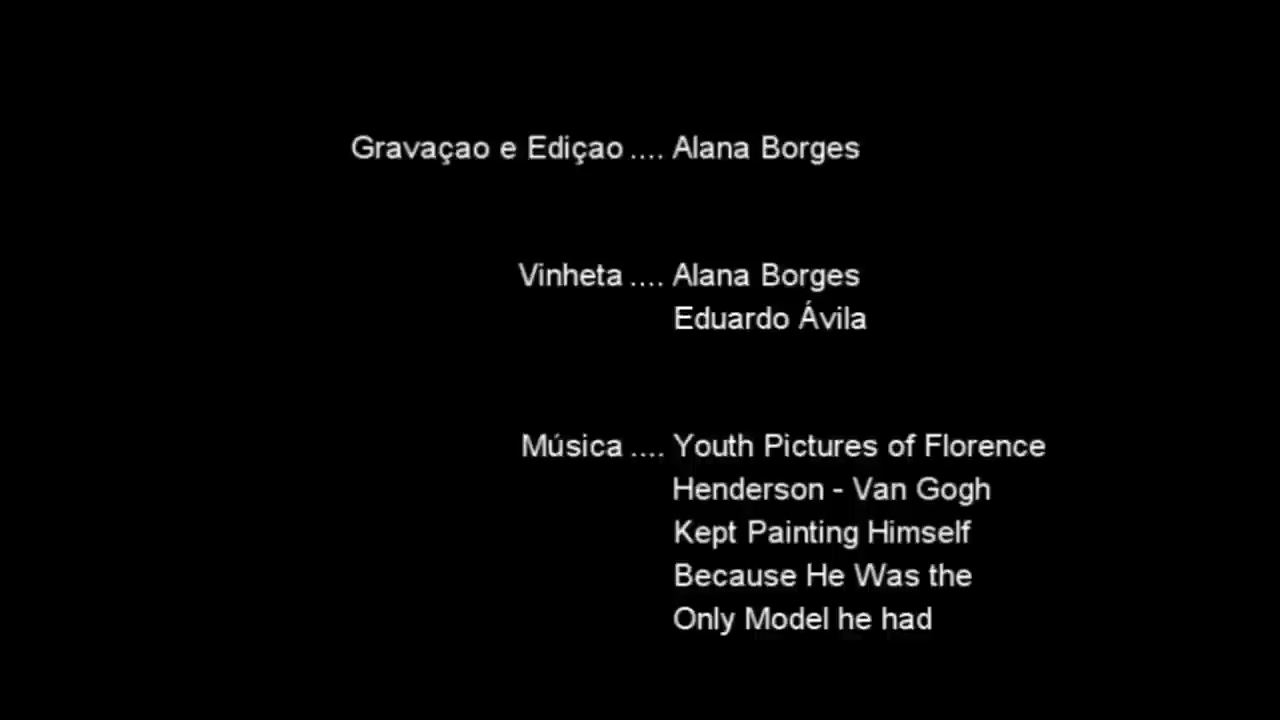 Gravaçao e Ediçao .... Alana Borges
Vinheta .... Alana Borges
Eduardo Ávila
Música .... Youth Pictures of Florence
Henderson - Van Gogh
Kept Painting Himself
Because He Was the
Only Model he had